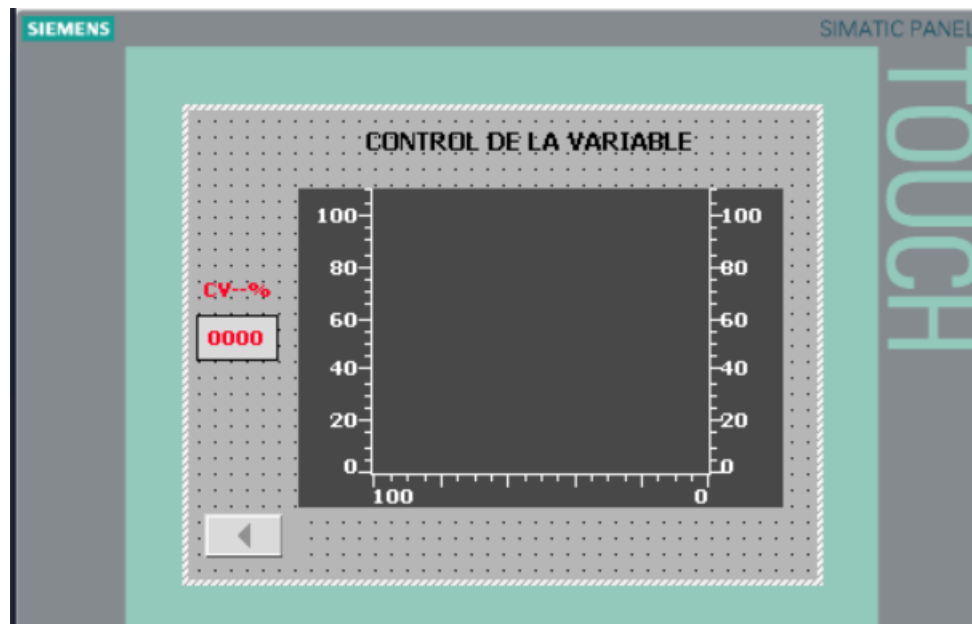 SIEMENS
SIMATIC PANEL
TOUCH
CONTROL DE LA VARIABLE
100 100
80 80
CV--%
60 60
0000
40 40
20 20
0 0
100 0